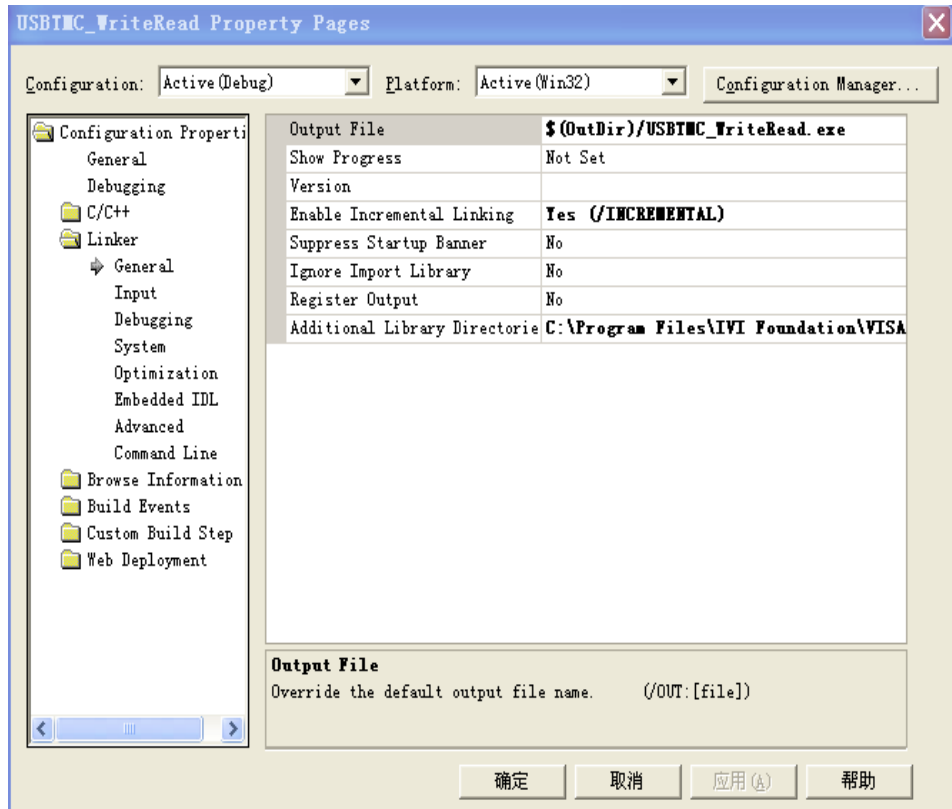 USBTMC_WriteRead Property Pages
Configuration: Active(Debug) Platform: Active(Win32) Configuration Manager...
Configuration Properti
General
Debugging
C/C++
Linker
General
Input
Debugging
System
Optimization
Embedded IDL
Advanced
Command Line
Browse Information
Build Events
Custom Build Step
Web Deployment
Output File $(OutDir)/USBTMC_WriteRead.exe
Show Progress Not Set
Version
Enable Incremental Linking Yes (/INCREMENTAL)
Suppress Startup Banner No
Ignore Import Library No
Register Output No
Additional Library Directorie C:\Program Files\IVI Foundation\VISA
Output File
Override the default output file name. (/OUT:[file])
确定 取消 应用(A) 帮助